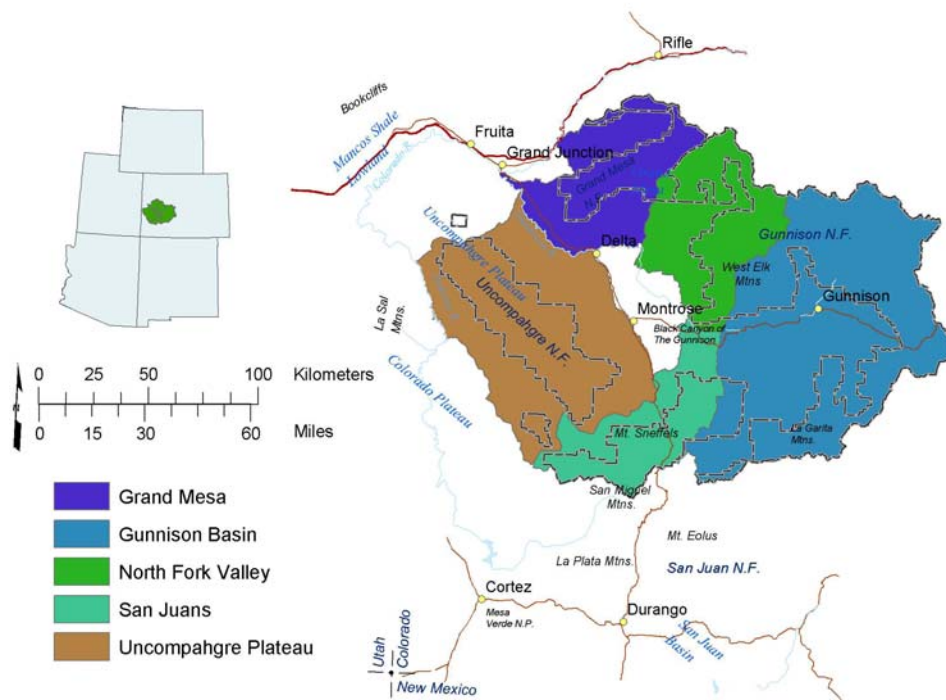 Rifle
Bookcliffs
Mancos Shale
Lowland
Fruita
Grand Junction
Colorado R.
Grand Mesa
N.F.
Uncompahgre Plateau
Delta
Gunnison N.F.
West Elk
Mtns
Gunnison
La Sal
Mtns.
Uncompahgre N.F.
Montrose
Black Canyon of
The Gunnison
Colorado Plateau
N
0 25 50 100 Kilometers
0 15 30 60 Miles
Mt. Sneffels
La Garita
Mtns.
San Miguel
Mtns.
Grand Mesa
Gunnison Basin
North Fork Valley
San Juans
Uncompahgre Plateau
Mt. Eolus
La Plata Mtns.
San Juan N.F.
Cortez
Mesa
Verde N.P.
Durango
San Juan
Basin
Utah
Colorado
New Mexico